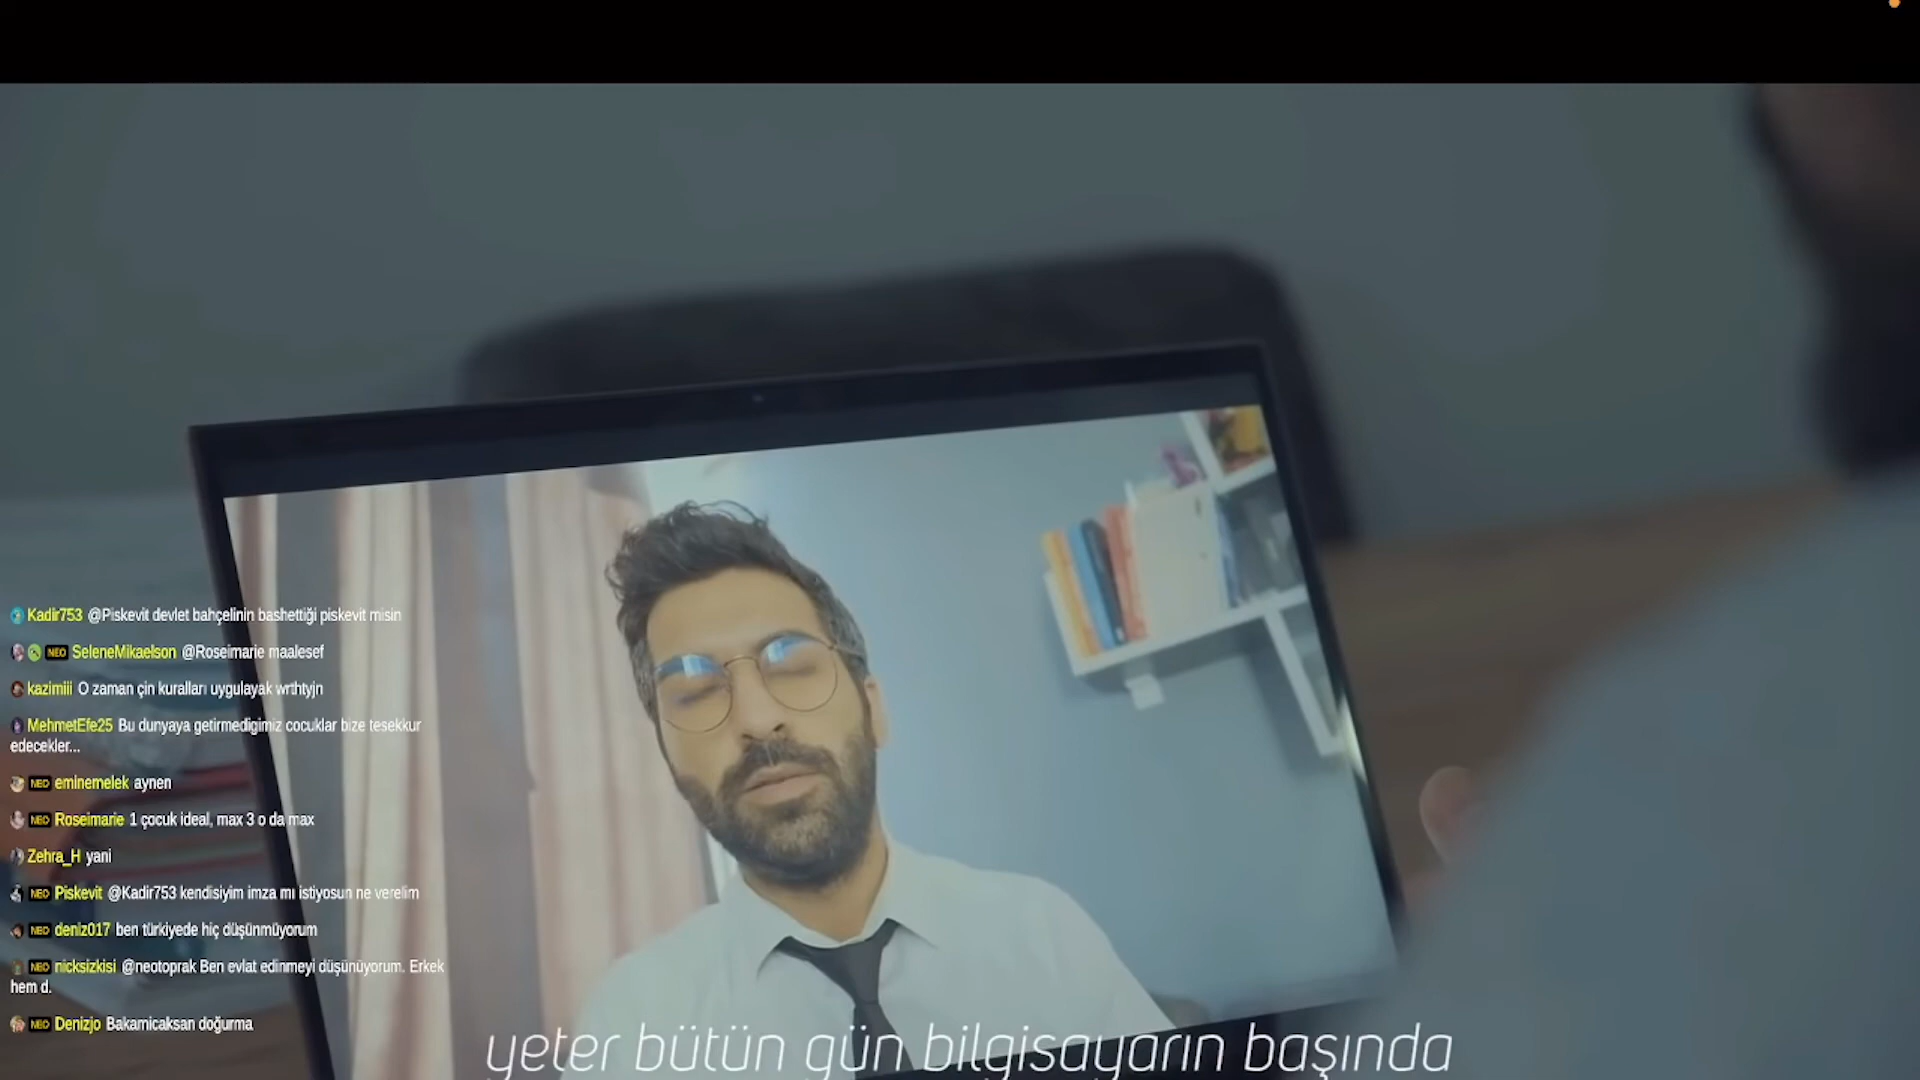 Kadir753 @Piskevit devlet bahçelinin bashettiği piskevit misin
NEO SeleneMikaelson @Roseimarie maalesef
kazimiii O zaman çin kuralları uygulayak wrthtyjn
MehmetEfe25 Bu dunyaya getirmedigimiz cocuklar bize tesekkur
edecekler...
NEO eminemelek aynen
NEO Roseimarie 1 çocuk ideal, max 3 o da max
Zehra_H yani
NEO Piskevit @Kadir753 kendisiyim imza mı istiyosun ne verelim
NEO deniz017 ben türkiyede hiç düşünmüyorum
NEO nicksizkisi @neotoprak Ben evlat edinmeyi düşünüyorum. Erkek
hem d.
NEO Denizjo Bakamicaksan doğurma
yeter bütün gün bilgisayarın başında